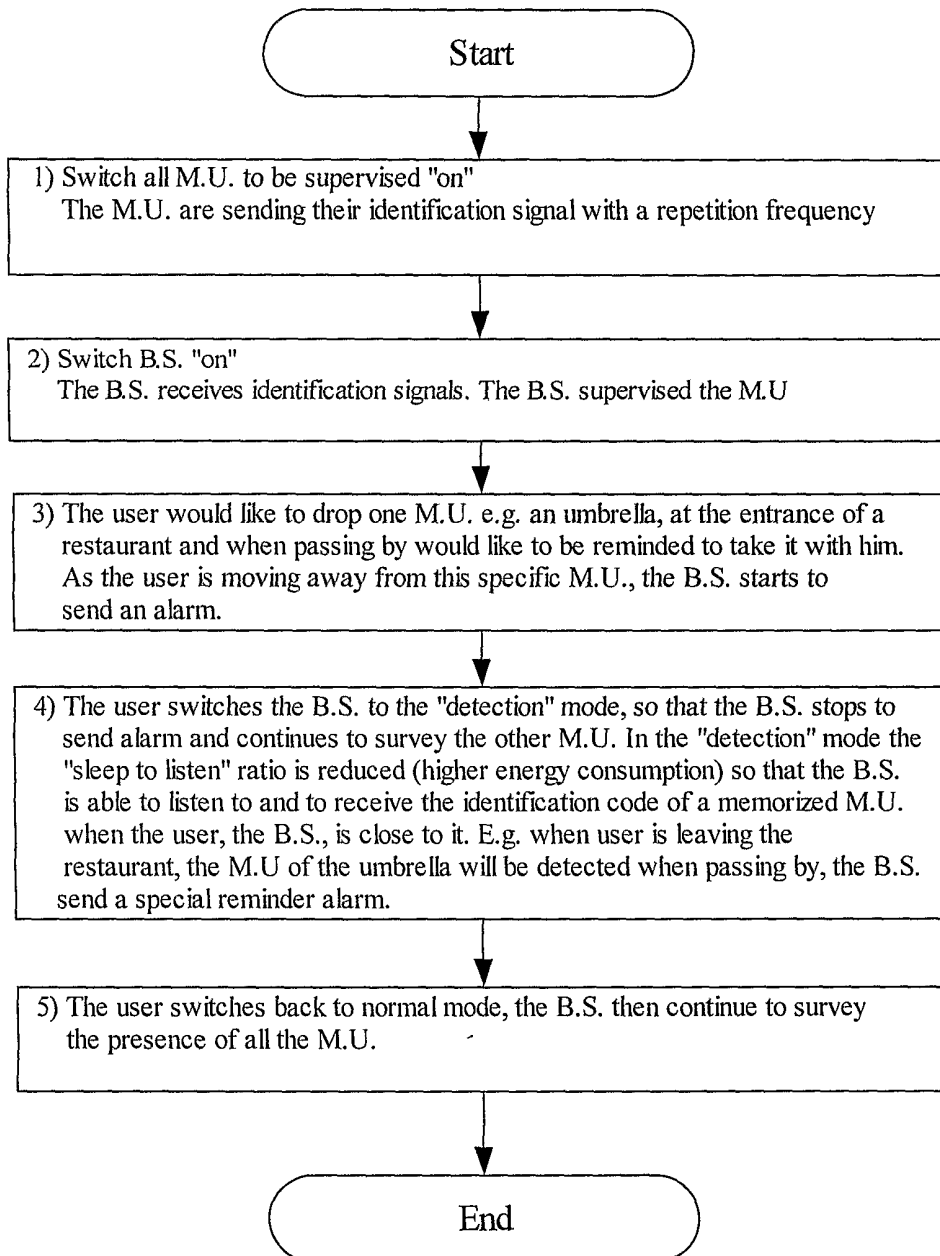 Start
1) Switch all M.U. to be supervised "on"
The M.U. are sending their identification signal with a repetition frequency
2) Switch B.S. "on"
The B.S. receives identification signals. The B.S. supervised the M.U
3) The user would like to drop one M.U. e.g. an umbrella, at the entrance of a
restaurant and when passing by would like to be reminded to take it with him.
As the user is moving away from this specific M.U., the B.S. starts to
send an alarm.
4) The user switches the B.S. to the "detection" mode, so that the B.S. stops to
send alarm and continues to survey the other M.U. In the "detection" mode the
"sleep to listen" ratio is reduced (higher energy consumption) so that the B.S.
is able to listen to and to receive the identification code of a memorized M.U.
when the user, the B.S., is close to it. E.g. when user is leaving the
restaurant, the M.U of the umbrella will be detected when passing by, the B.S.
send a special reminder alarm.
5) The user switches back to normal mode, the B.S. then continue to survey
the presence of all the M.U.
End